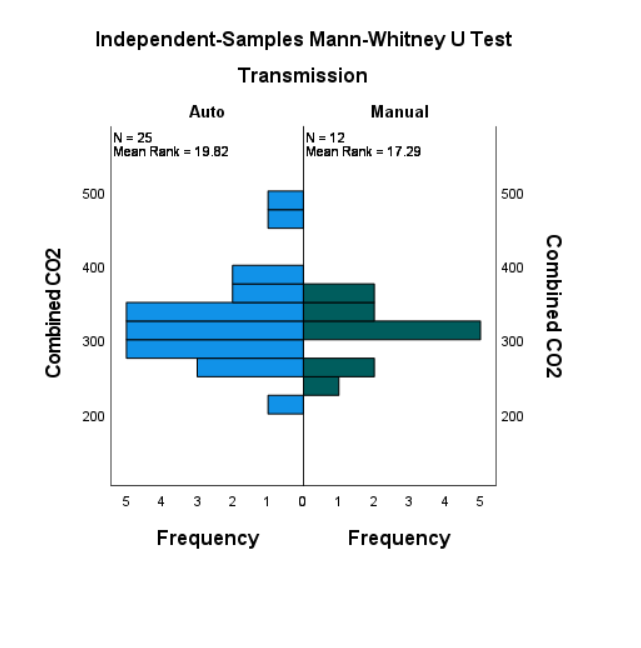 Independent-Samples Mann-Whitney U Test
Transmission
Auto Manual
N = 25 N = 12
Mean Rank = 19.82 Mean Rank = 17.29
500 500
400 400
Combined CO2 Combined CO2
300 300
200 200
5 4 3 2 1 0 1 2 3 4 5
Frequency Frequency